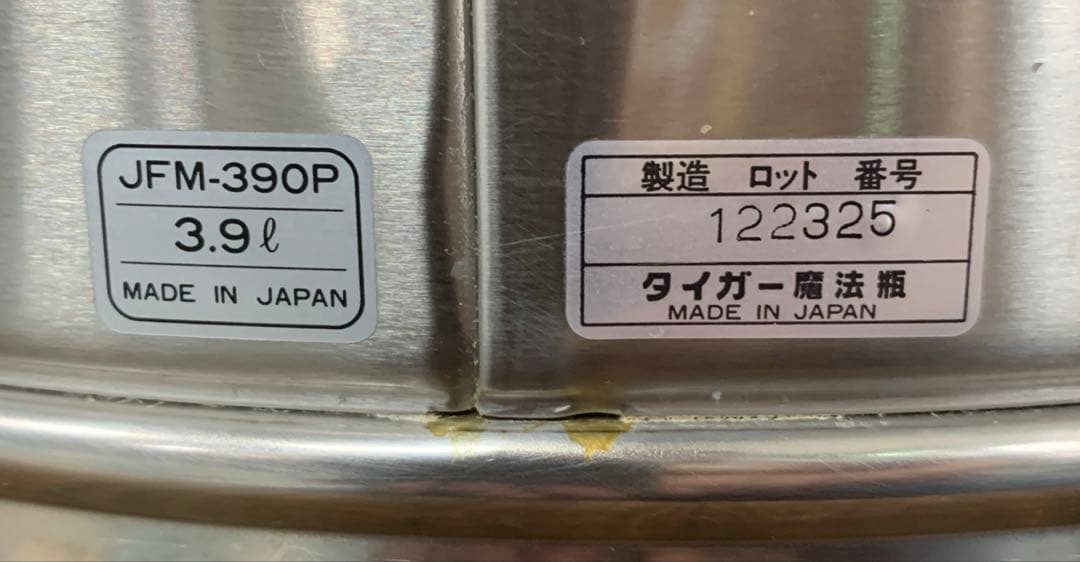 JFM-390P
3.9ℓ
MADE IN JAPAN
製造 ロット 番号
122325
タイガー魔法瓶
MADE IN JAPAN